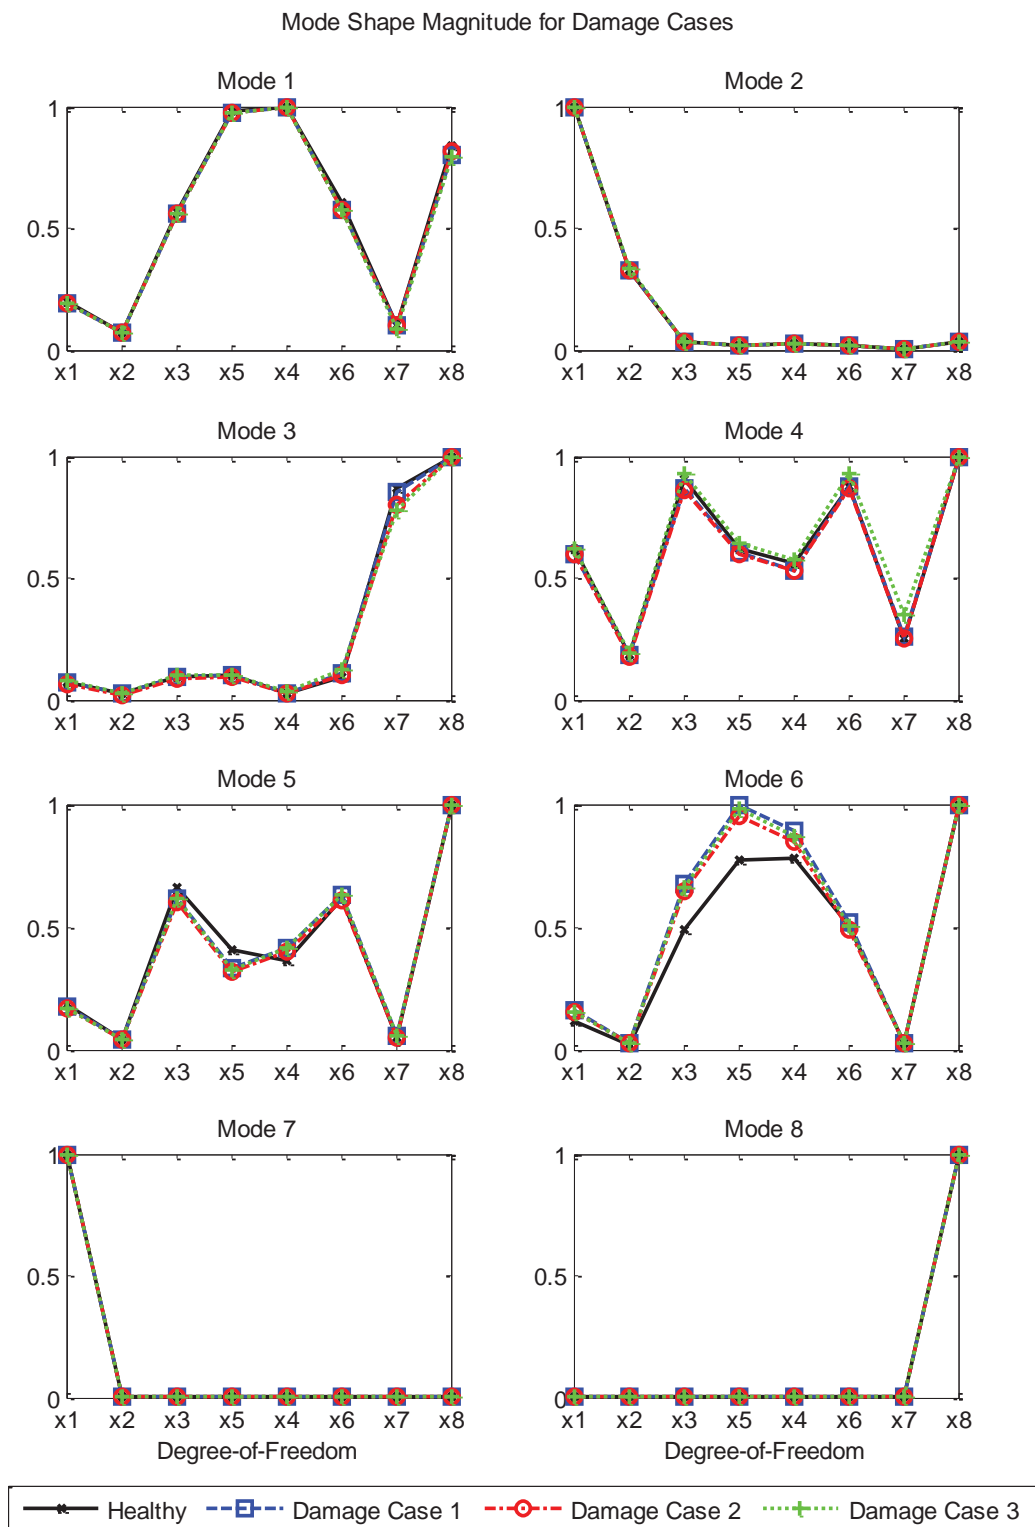 Mode Shape Magnitude for Damage Cases
Mode 1
Mode 2
1
0.5
0
x1 x2 x3 x5 x4 x6 x7 x8
1
0.5
0
x1 x2 x3 x5 x4 x6 x7 x8
Mode 3
Mode 4
1
0.5
0
x1 x2 x3 x5 x4 x6 x7 x8
1
0.5
0
x1 x2 x3 x5 x4 x6 x7 x8
Mode 5
Mode 6
1
0.5
0
x1 x2 x3 x5 x4 x6 x7 x8
1
0.5
0
x1 x2 x3 x5 x4 x6 x7 x8
Mode 7
Mode 8
1
0.5
0
x1 x2 x3 x5 x4 x6 x7 x8
Degree-of-Freedom
1
0.5
0
x1 x2 x3 x5 x4 x6 x7 x8
Degree-of-Freedom
Healthy Damage Case 1 Damage Case 2 Damage Case 3